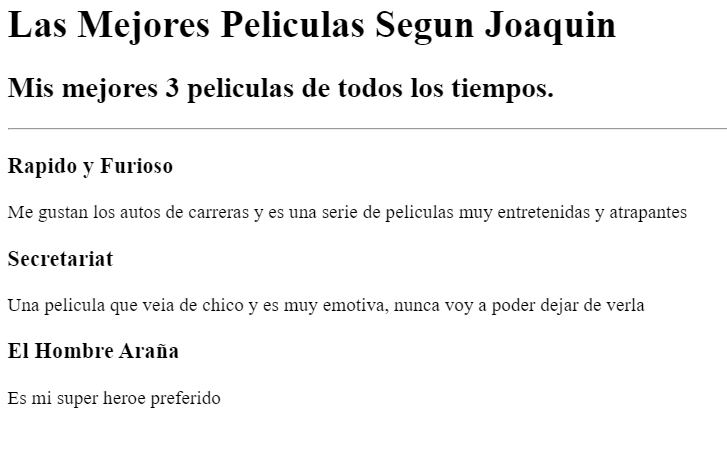 Las Mejores Peliculas Segun Joaquin
Mis mejores 3 peliculas de todos los tiempos.
Rapido y Furioso
Me gustan los autos de carreras y es una serie de peliculas muy entretenidas y atrapantes
Secretariat
Una pelicula que veia de chico y es muy emotiva, nunca voy a poder dejar de verla
El Hombre Araña
Es mi super heroe preferido